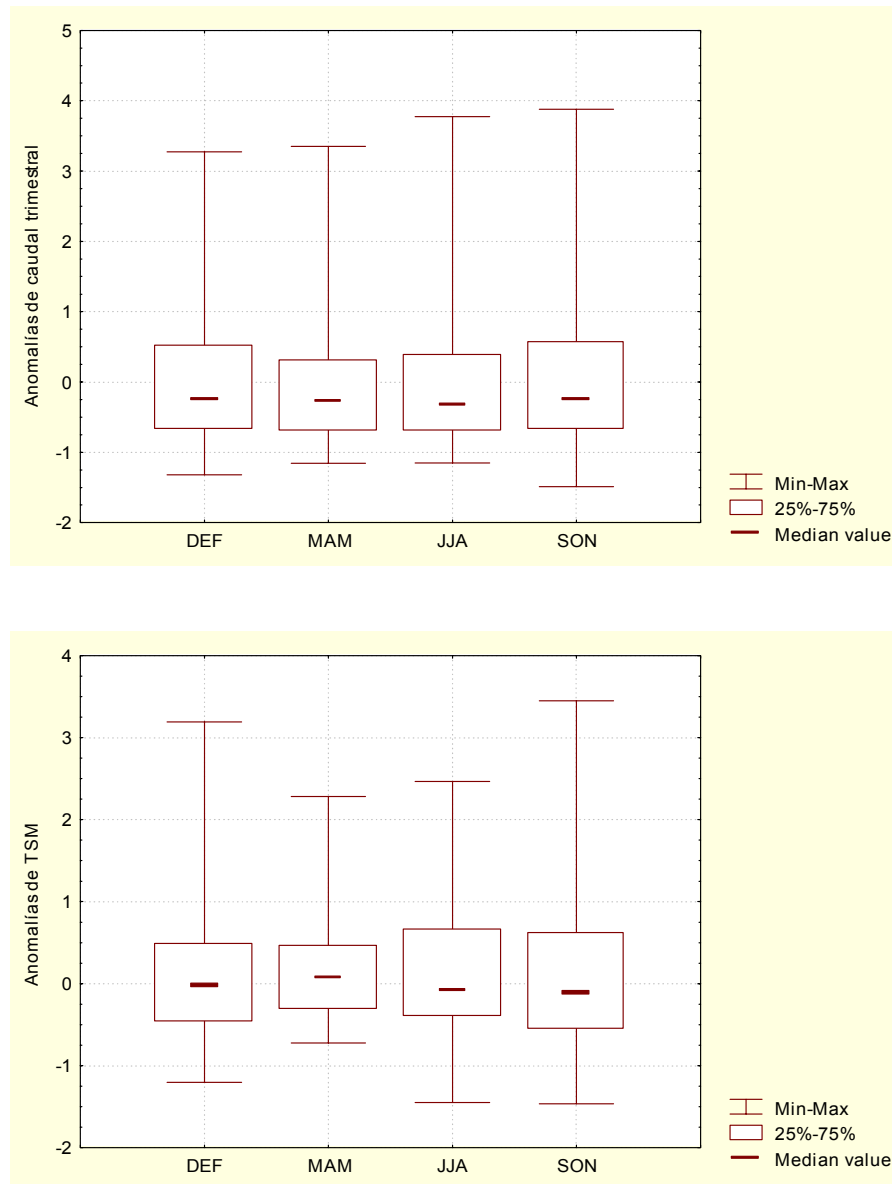 Anomalías de caudal trimestral
5
4
3
2
1
0
-1
-2
DEF MAM JJA SON
Min-Max
25%-75%
Median value
Anomalías de TSM
4
3
2
1
0
-1
-2
DEF MAM JJA SON
Min-Max
25%-75%
Median value